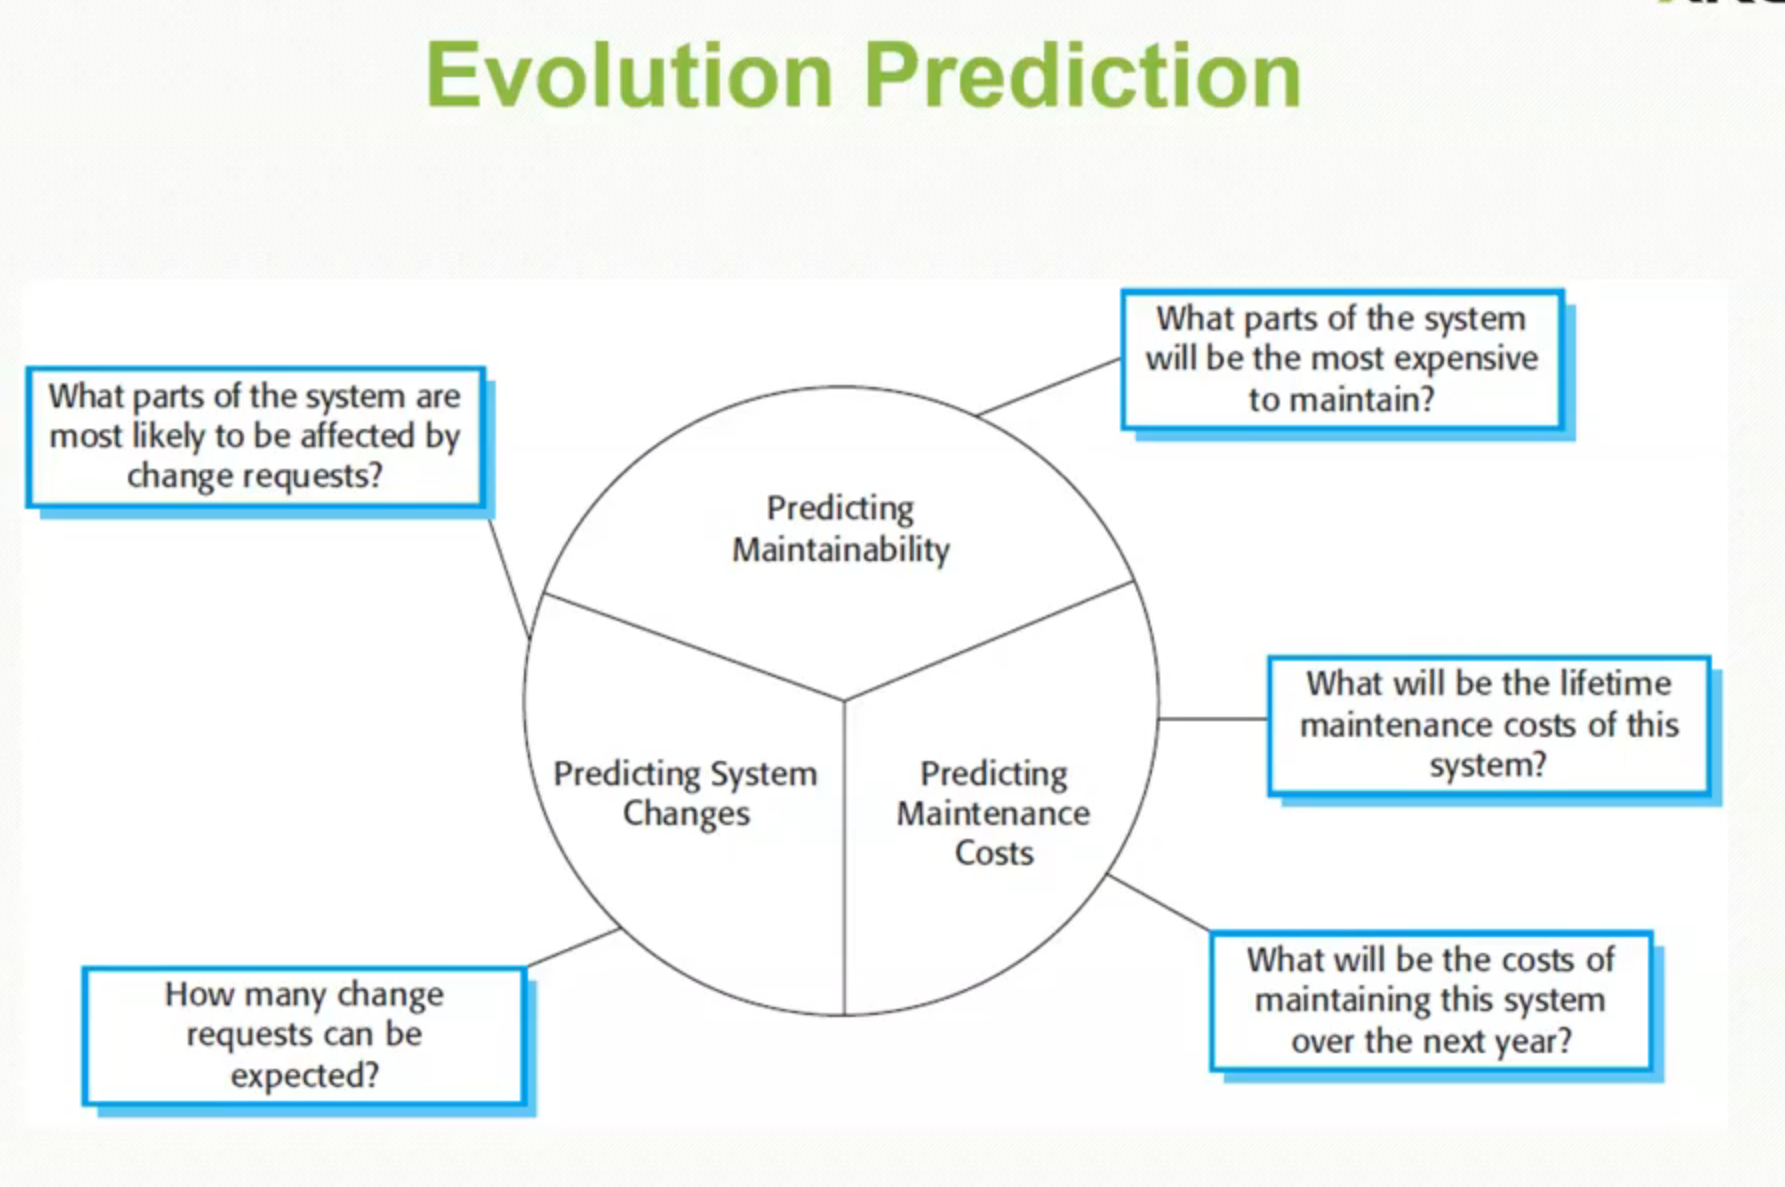 Evolution Prediction
What parts of the system
will be the most expensive
to maintain?
What parts of the system are
most likely to be affected by
change requests?
Predicting
Maintainability
What will be the lifetime
maintenance costs of this
system?
Predicting System
Changes
Predicting
Maintenance
Costs
What will be the costs of
maintaining this system
over the next year?
How many change
requests can be
expected?